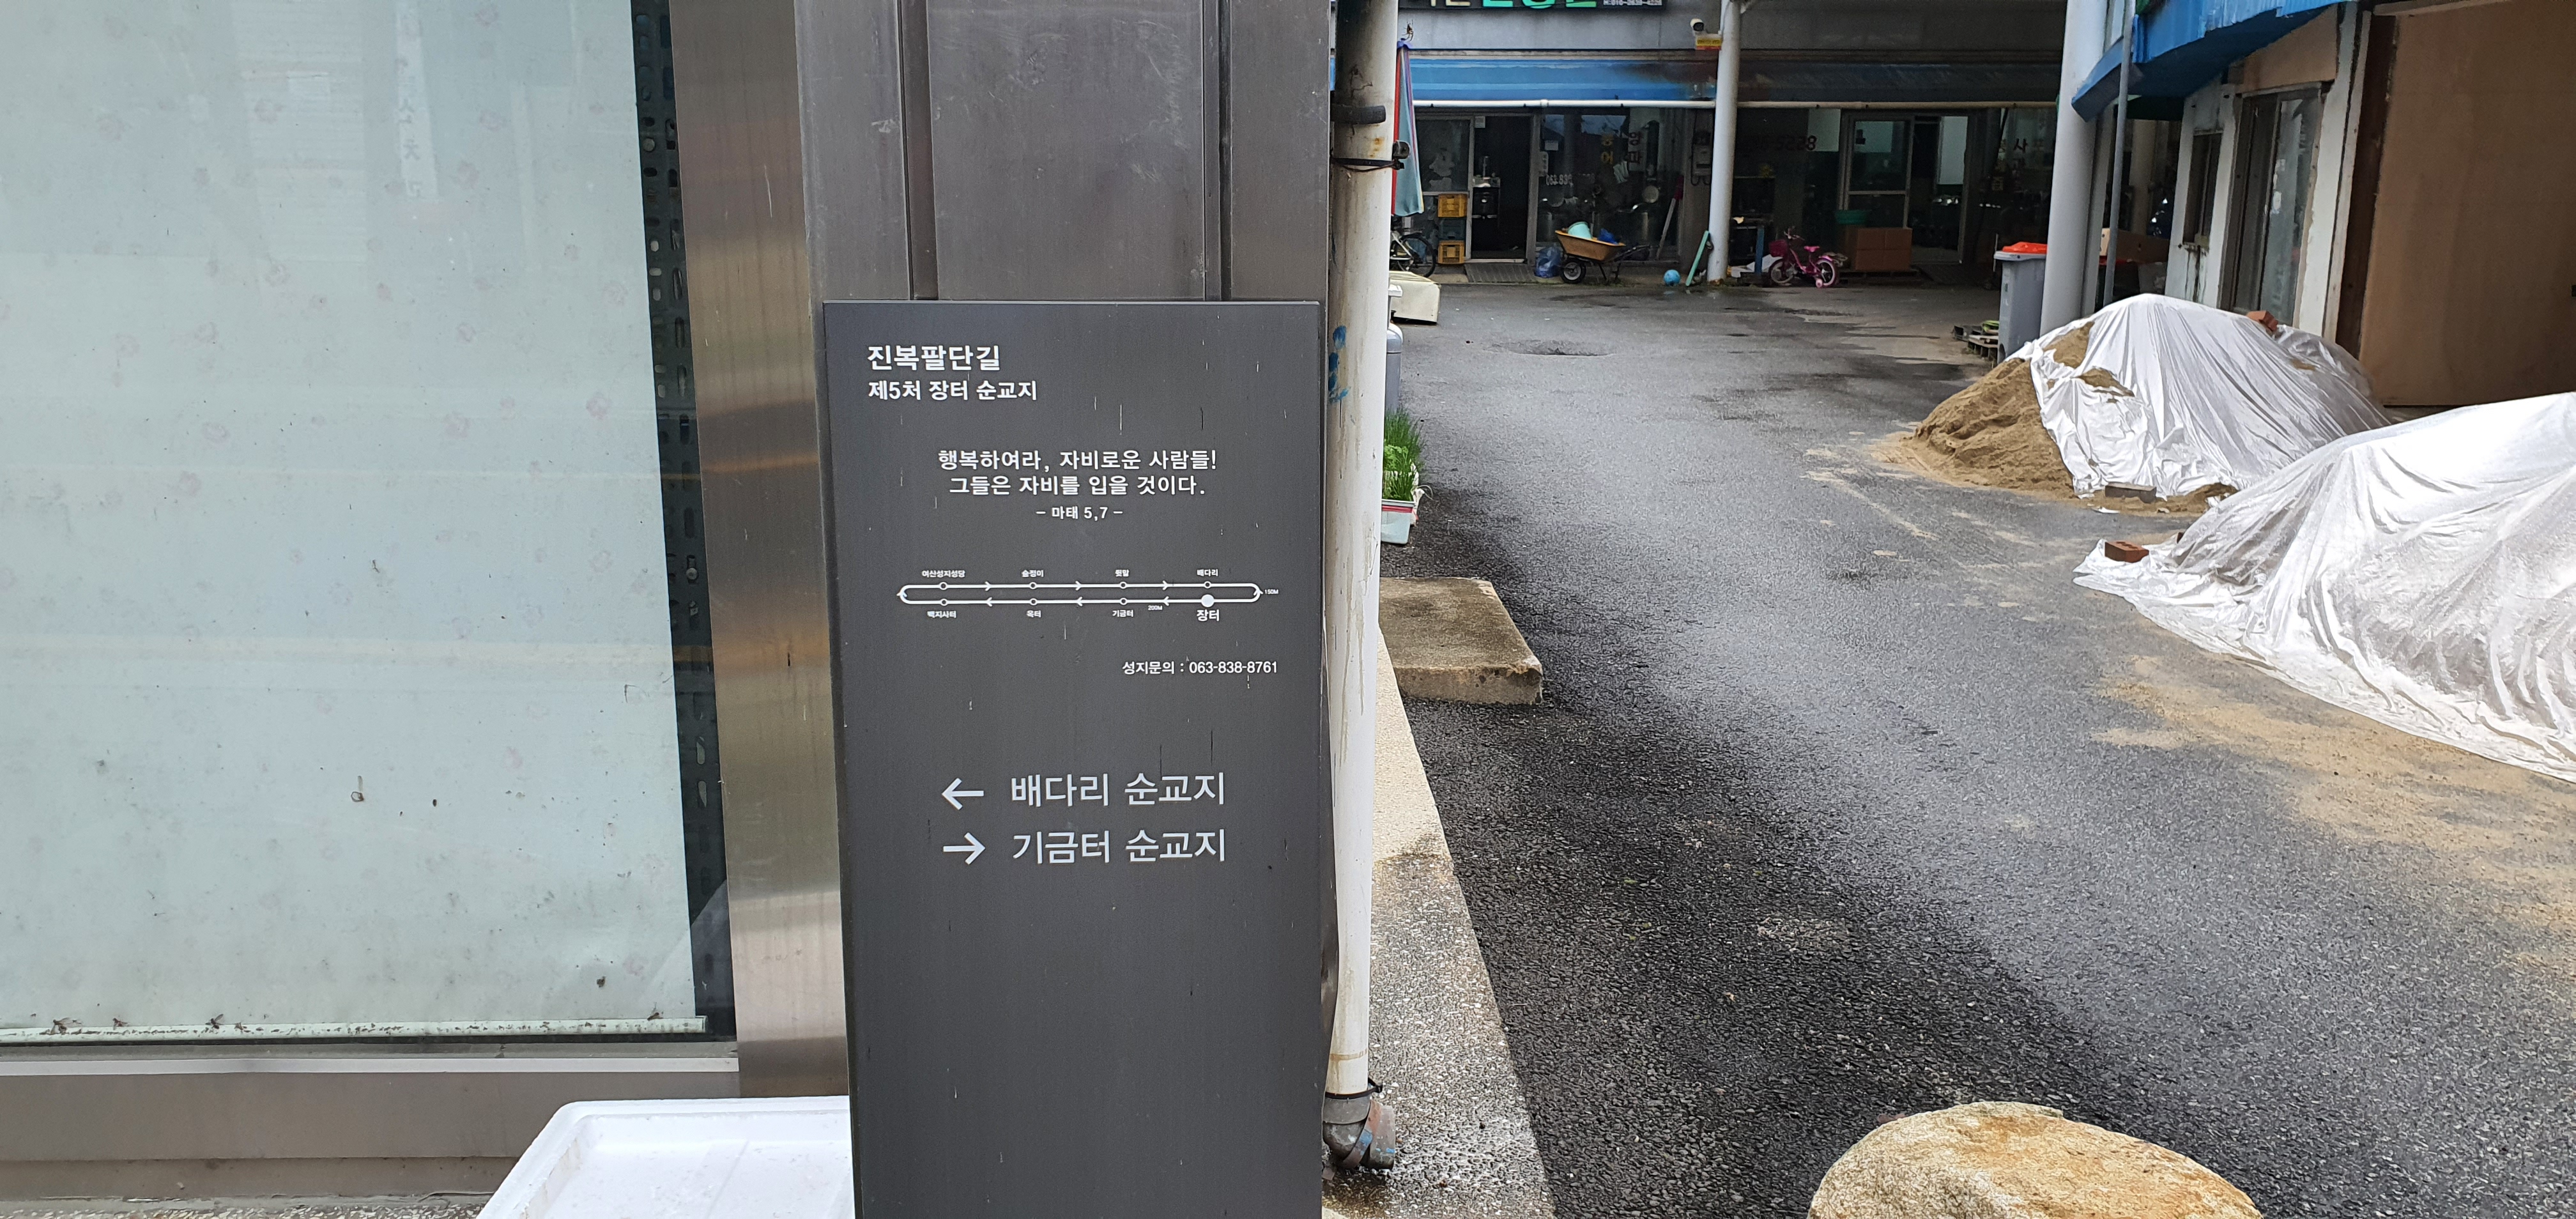 진복팔단길
제5처 장터 순교지
행복하여라, 자비로운 사람들!
그들은 자비를 입을 것이다.
– 마태 5,7 –
여산성지성당 숲정이 뒷말 배다리
150M
백지사터 옥터 기금터 200M 장터
성지문의 : 063-838-8761
← 배다리 순교지
→ 기금터 순교지